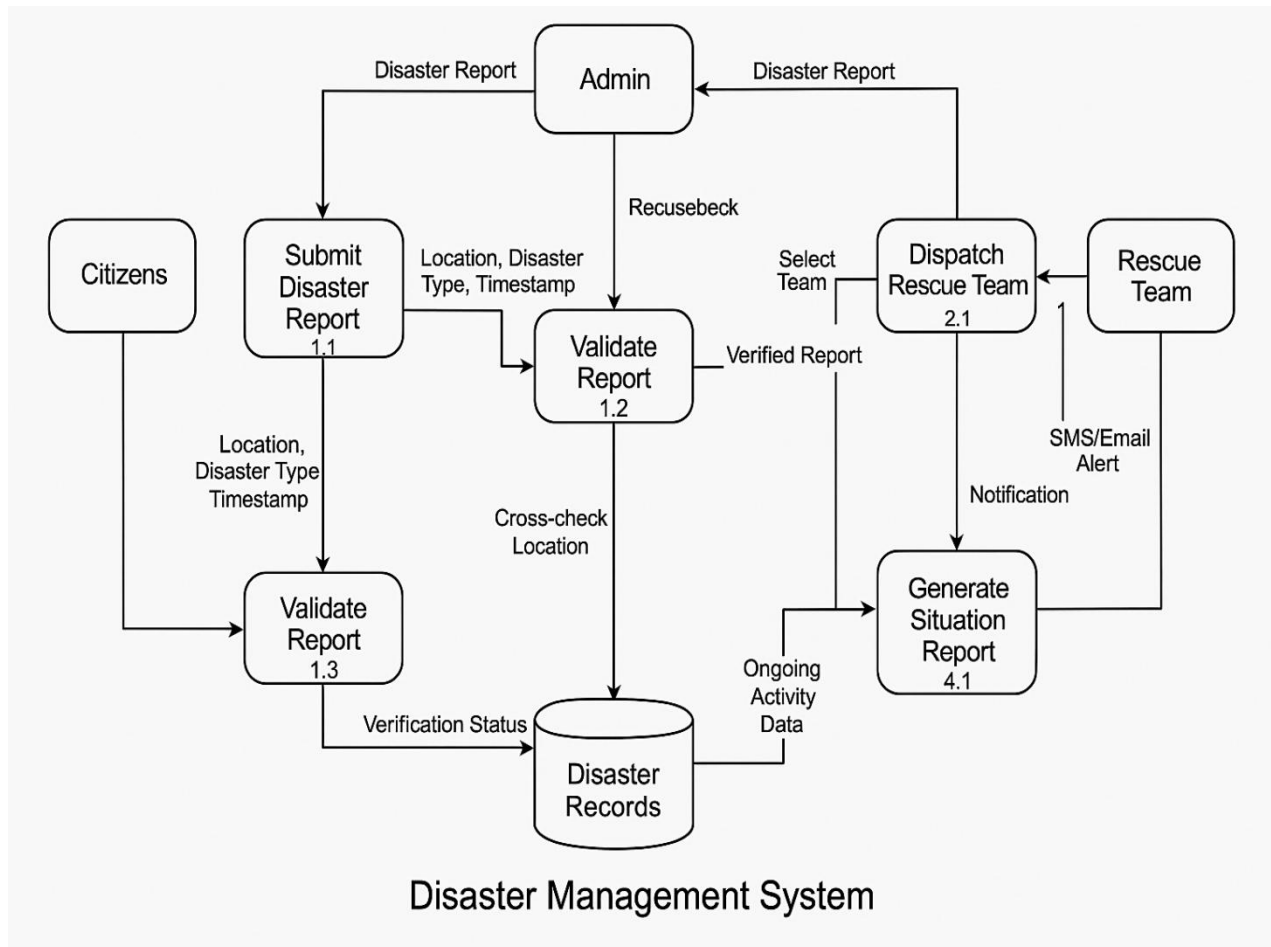 Disaster Report
Admin
Disaster Report
Recusebeck
Citizens
Submit
Disaster
Report
1.1
Location, Disaster
Type, Timestamp
Validate
Report
1.2
Verified Report
Select
Team
Dispatch
Rescue Team
2.1
Rescue
Team
SMS/Email
Alert
Notification
Location,
Disaster Type
Timestamp
Cross-check
Location
Validate
Report
1.3
Verification Status
Disaster
Records
Ongoing
Activity
Data
Generate
Situation
Report
4.1
Disaster Management System